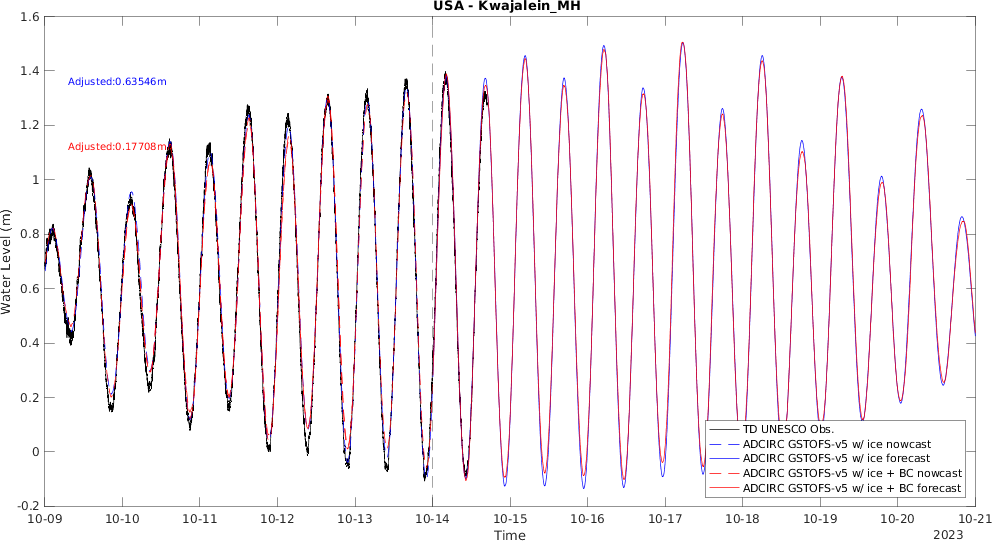 USA - Kwajalein_MH
1.6
1.4
1.2
1
0.8
0.6
0.4
0.2
0
-0.2
Water Level (m)
Adjusted:0.63546m
Adjusted:0.17708m
TD UNESCO Obs.
ADCIRC GSTOFS-v5 w/ ice nowcast
ADCIRC GSTOFS-v5 w/ ice forecast
ADCIRC GSTOFS-v5 w/ ice + BC nowcast
ADCIRC GSTOFS-v5 w/ ice + BC forecast
10-09 10-10 10-11 10-12 10-13 10-14 10-15 10-16 10-17 10-18 10-19 10-20 10-21
Time
2023